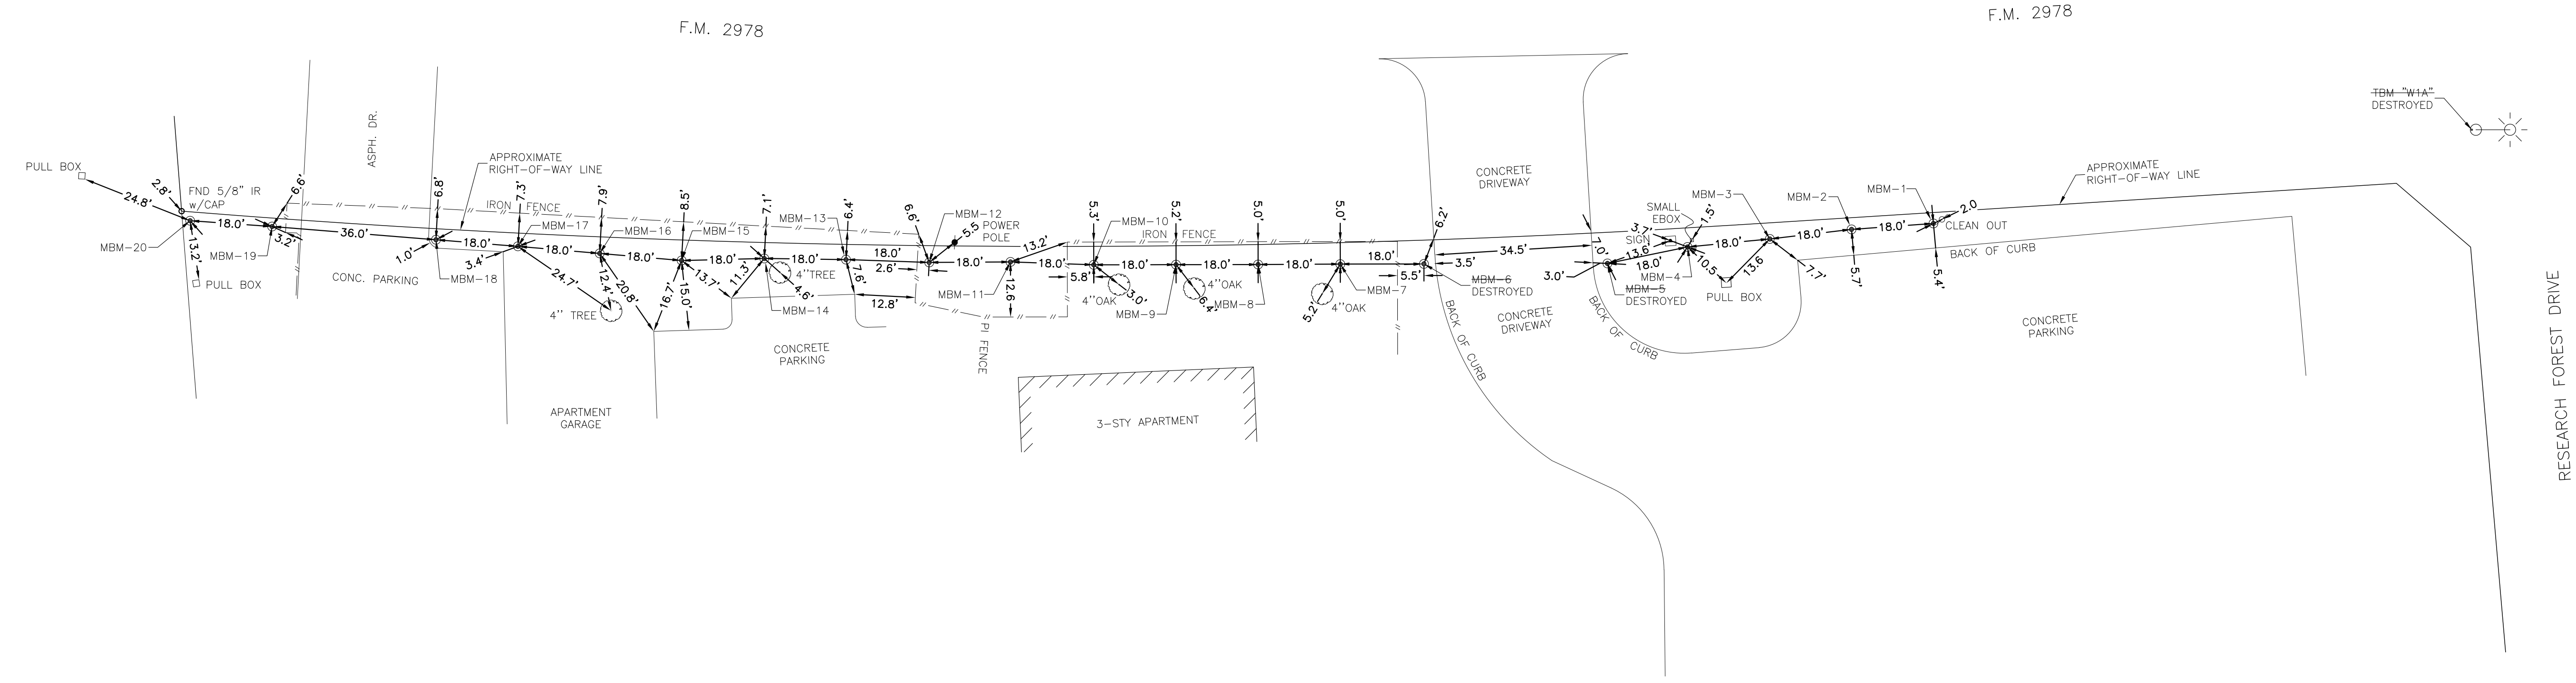 F.M. 2978
F.M. 2978
TBM "W1A"
DESTROYED
PULL BOX
24.8'
2.8'
FND 5/8" IR
w/CAP
MBM-20
13.2'
PULL BOX
18.0'
MBM-19
3.2'
6.6'
ASPH. DR.
36.0'
CONC. PARKING
1.0'
MBM-18
6.8'
APPROXIMATE
RIGHT-OF-WAY LINE
IRON FENCE
18.0'
3.4'
7.3'
MBM-17
18.0'
24.7'
4'' TREE
7.9'
MBM-16
12.4'
20.8'
18.0'
8.5'
MBM-15
16.7'
15.0'
13.7'
18.0'
11.3'
7.1'
MBM-14
4''TREE
4.6'
18.0'
MBM-13
6.4'
7.6'
12.8'
18.0'
2.6'
6.6'
MBM-12
POWER
POLE
5.5
18.0'
MBM-11
12.6
13.2'
18.0'
PI FENCE
APARTMENT
GARAGE
CONCRETE
PARKING
3-STY APARTMENT
5.3'
MBM-10
5.8'
4''OAK
3.0'
IRON FENCE
18.0'
5.2'
MBM-9
4''OAK
6.4'
18.0'
5.0'
MBM-8
18.0'
5.0'
MBM-7
5.2'
4''OAK
18.0'
5.5'
6.2'
3.5'
MBM-6
DESTROYED
CONCRETE
DRIVEWAY
34.5'
CONCRETE
DRIVEWAY
BACK OF CURB
BACK OF CURB
7.0'
3.0'
MBM-5
DESTROYED
18.0'
13.6
3.7'
SIGN
SMALL
EBOX
1.5'
MBM-4
10.5
PULL BOX
13.6
18.0'
MBM-3
7.7'
18.0'
MBM-2
5.7'
18.0'
MBM-1
2.0
CLEAN OUT
5.4'
BACK OF CURB
APPROXIMATE
RIGHT-OF-WAY LINE
CONCRETE
PARKING
RESEARCH FOREST DRIVE